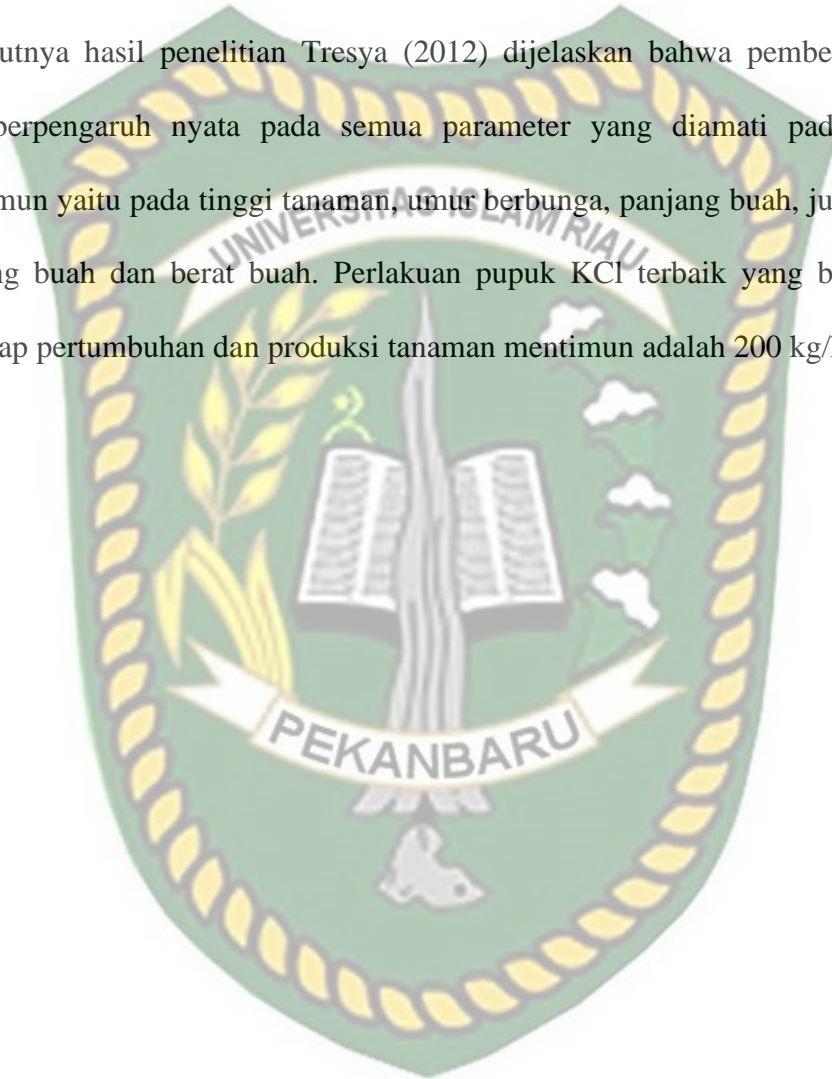 utnya hasil penelitian Tresya (2012) dijelaskan bahwa pembe
berpengaruh nyata pada semua parameter yang diamati pad
mun yaitu pada tinggi tanaman, umur berbunga, panjang buah, ju
ng buah dan berat buah. Perlakuan pupuk KCl terbaik yang b
ap pertumbuhan dan produksi tanaman mentimun adalah 200 kg/
UNIVERSITAS ISLAM RIAU
PEKANBARU